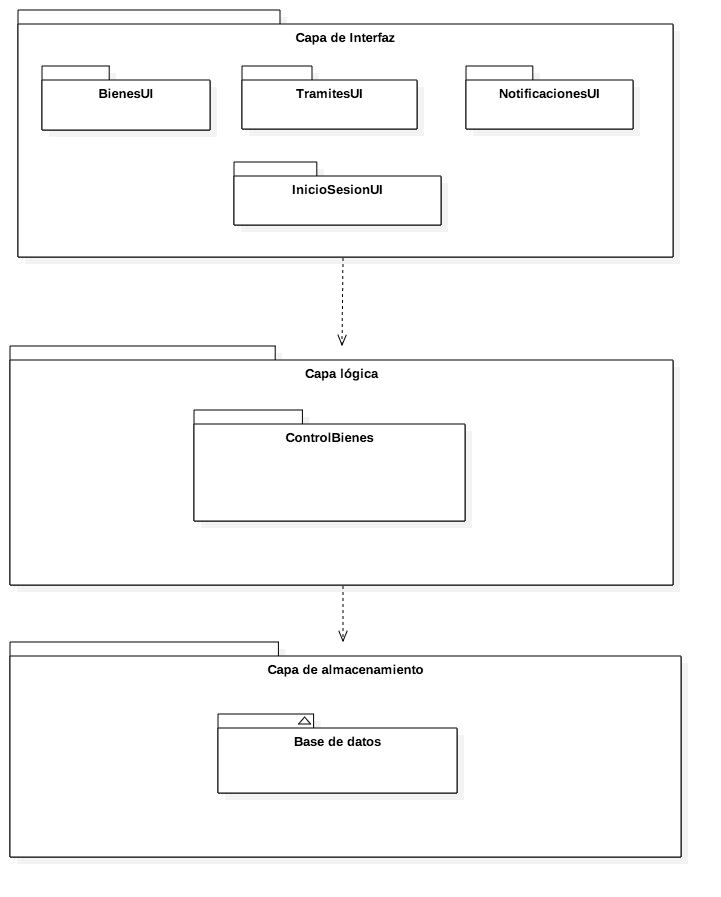 Capa de Interfaz
BienesUI
TramitesUI
NotificacionesUI
InicioSesionUI
Capa lógica
ControlBienes
Capa de almacenamiento
Base de datos